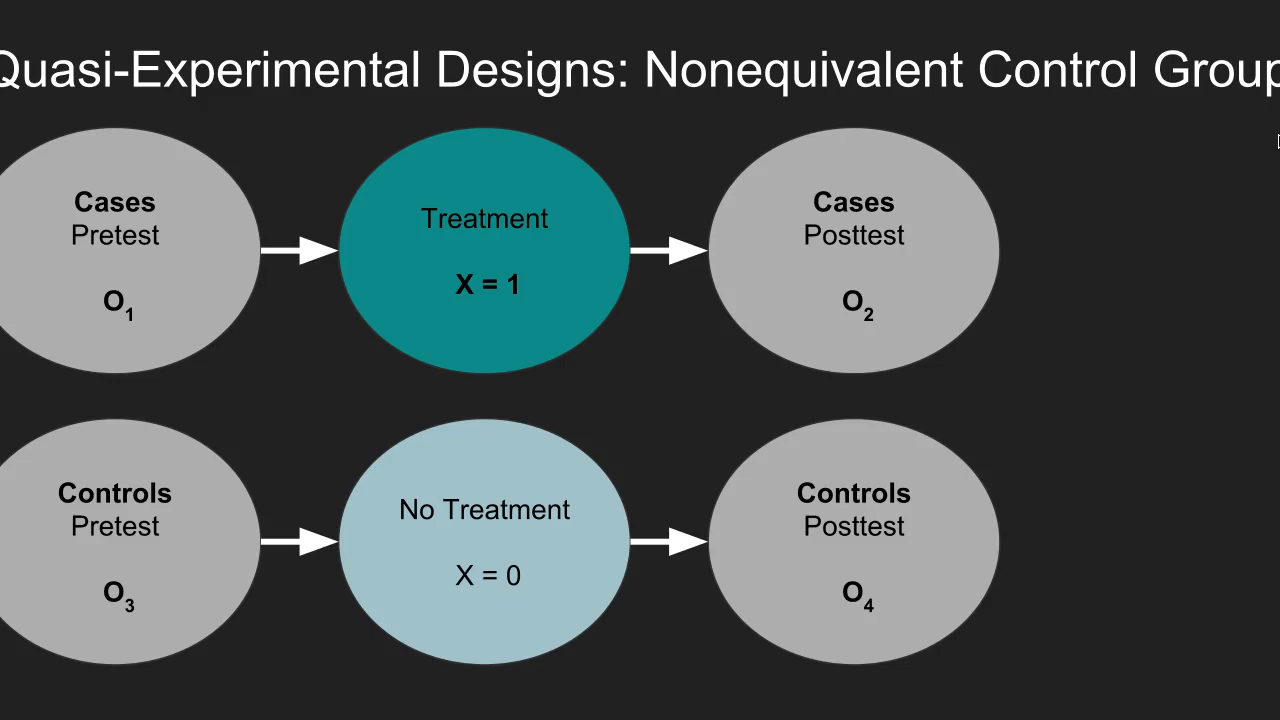 Quasi-Experimental Designs: Nonequivalent Control Group
Cases
Pretest
O1
Treatment
X = 1
Cases
Posttest
O2
Controls
Pretest
O3
No Treatment
X = 0
Controls
Posttest
O4